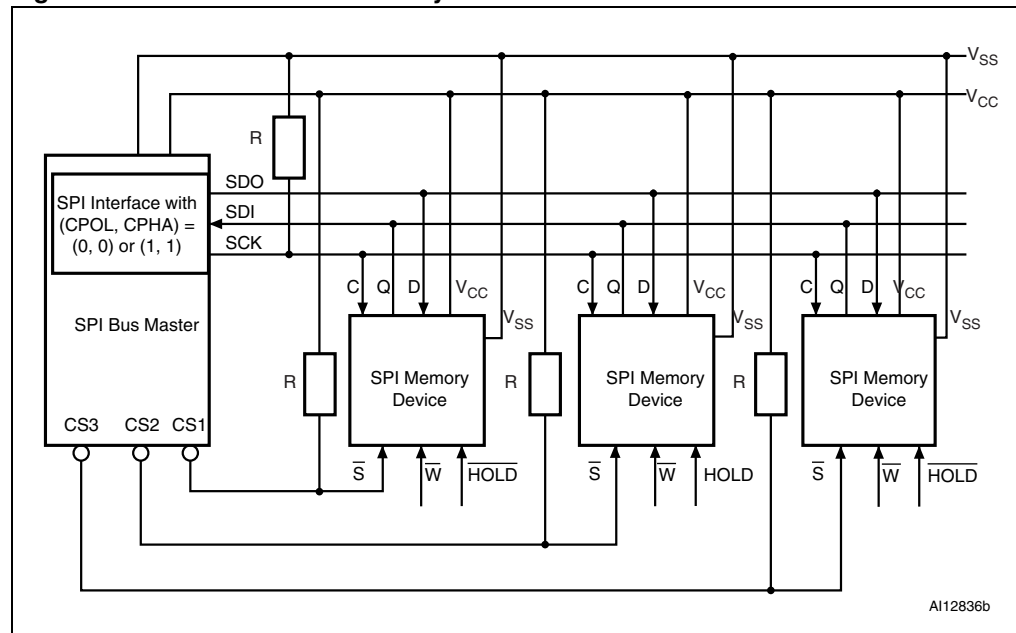 VSS
VCC
R
SDO
SPI Interface with
(CPOL, CPHA) =
(0, 0) or (1, 1)
SDI
SCK
C Q D VCC
C Q D VCC
C Q D VCC
VSS
VSS
VSS
SPI Bus Master
R
SPI Memory
Device
R
SPI Memory
Device
R
SPI Memory
Device
CS3 CS2 CS1
S̅ W̅ H̅O̅L̅D̅
S̅ W̅ HOLD
S̅ W̅ H̅O̅L̅D̅
AI12836b